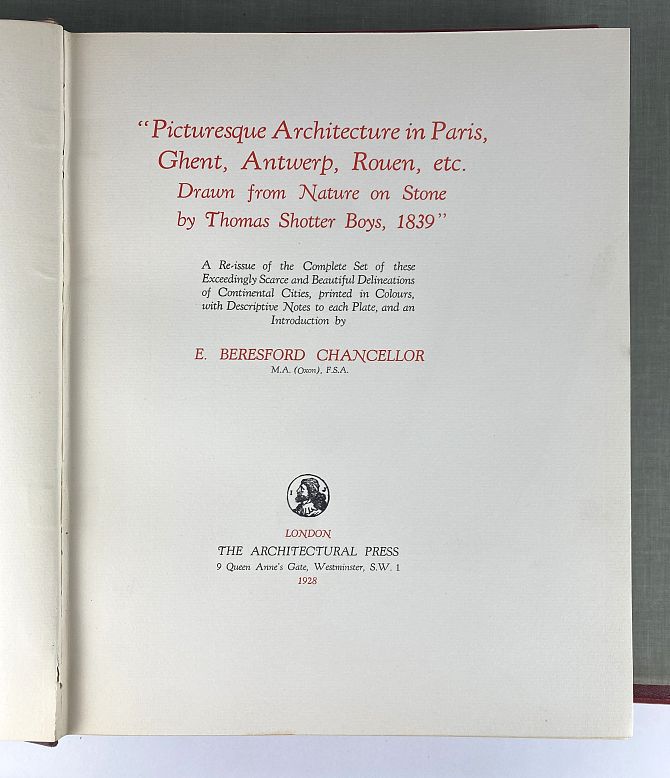 “Picturesque Architecture in Paris,
Ghent, Antwerp, Rouen, etc.
Drawn from Nature on Stone
by Thomas Shotter Boys, 1839”
A Re-issue of the Complete Set of these
Exceedingly Scarce and Beautiful Delineations
of Continental Cities, printed in Colours,
with Descriptive Notes to each Plate, and an
Introduction by
E. BERESFORD CHANCELLOR
M.A. (Oxon), F.S.A.
LONDON
THE ARCHITECTURAL PRESS
9 Queen Anne's Gate, Westminster, S.W. 1
1928